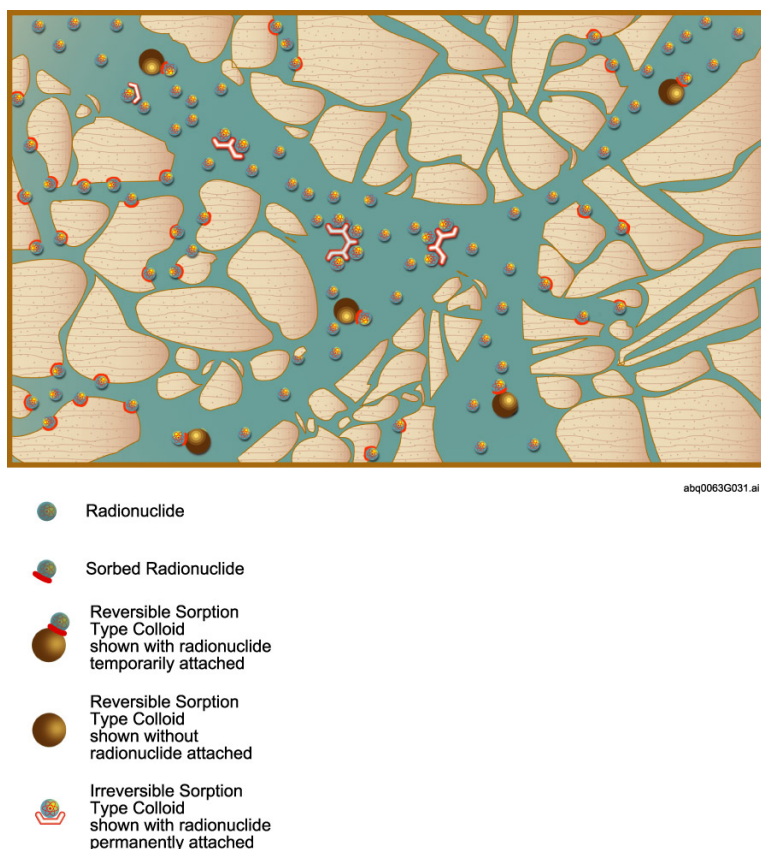 abq0063G031.ai
Radionuclide
Sorbed Radionuclide
Reversible Sorption
Type Colloid
shown with radionuclide
temporarily attached
Reversible Sorption
Type Colloid
shown without
radionuclide attached
Irreversible Sorption
Type Colloid
shown with radionuclide
permanently attached